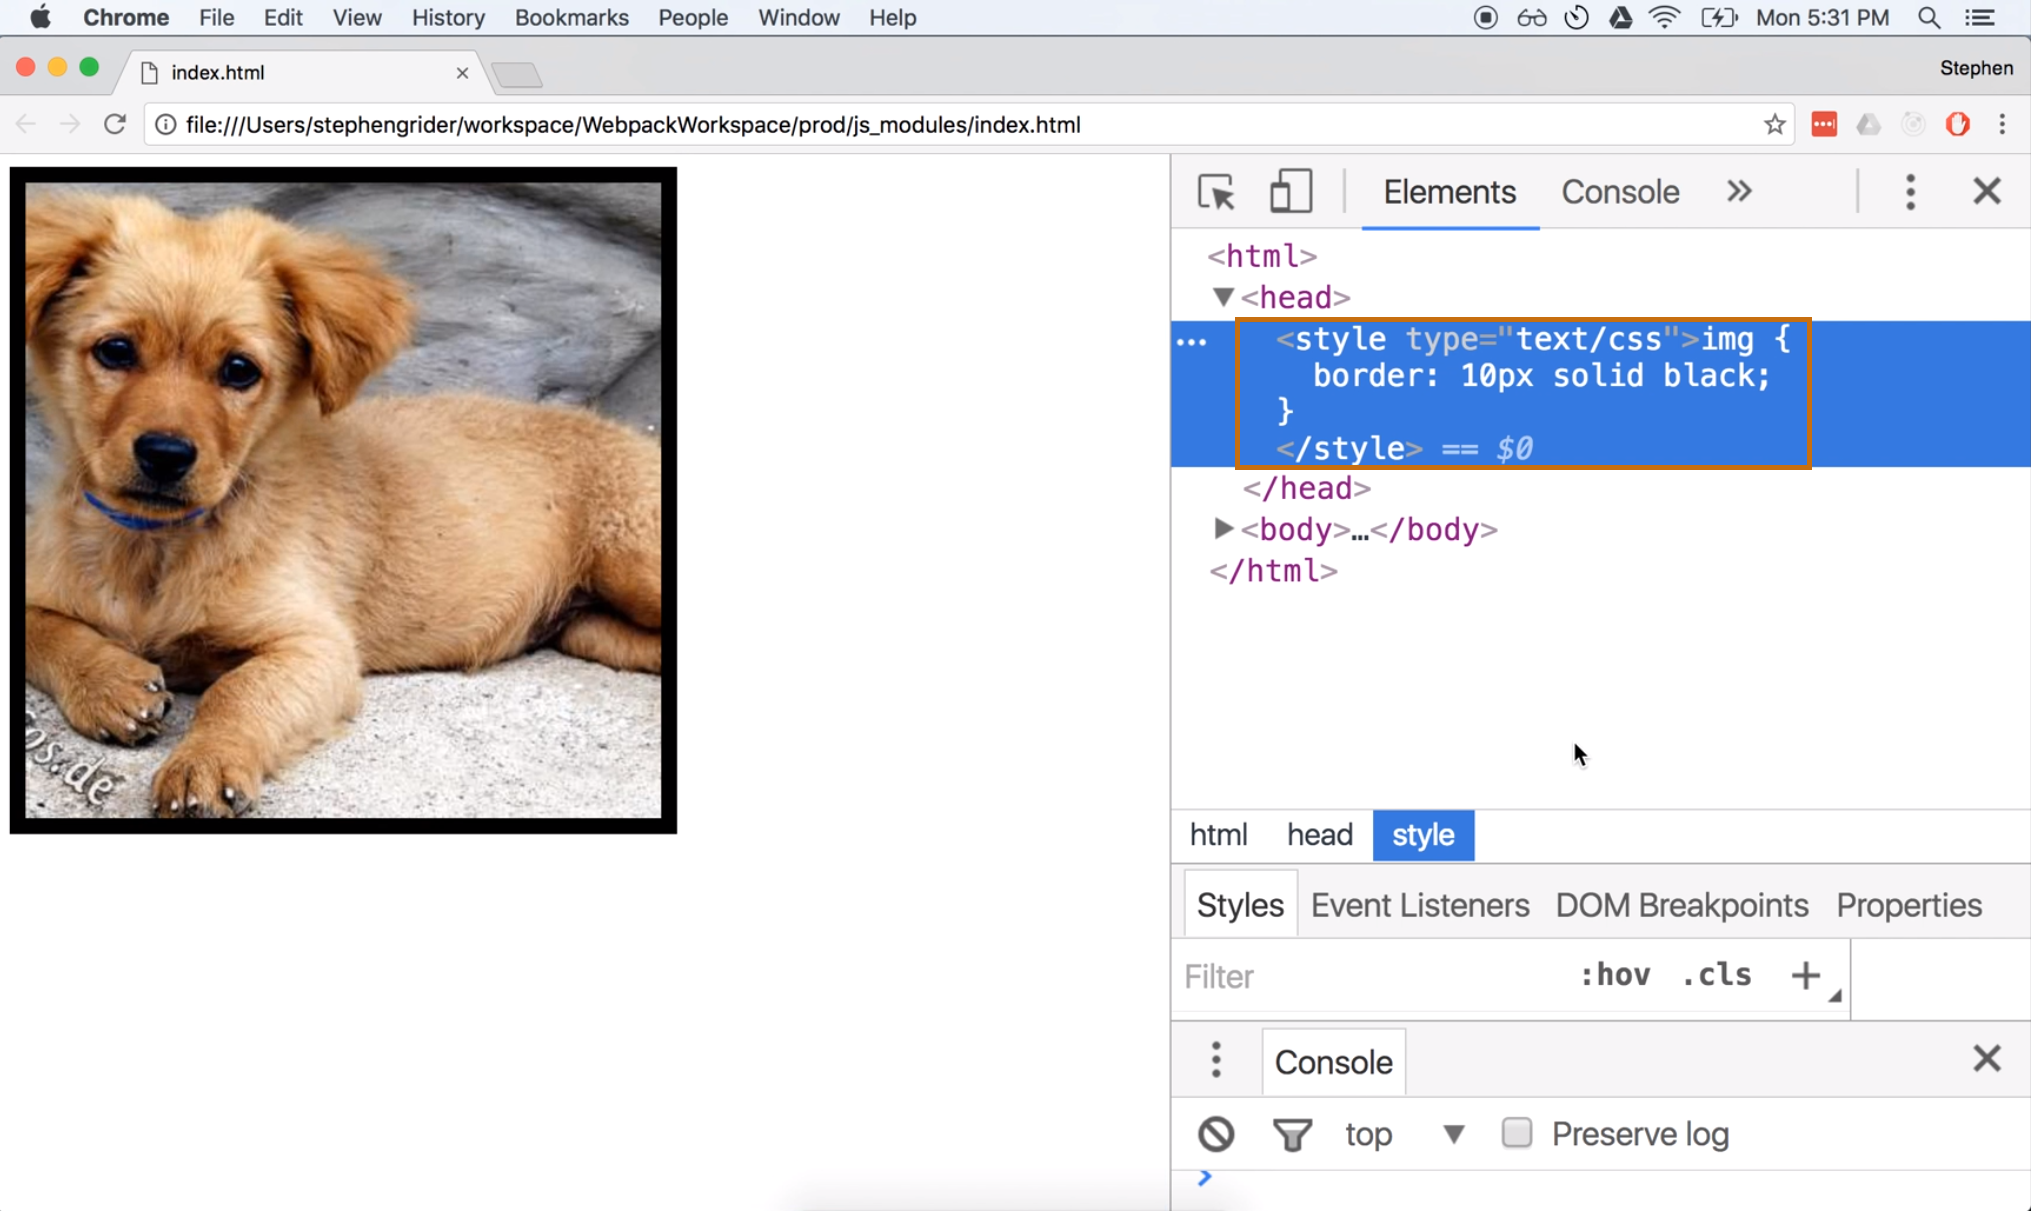 Chrome File Edit View History Bookmarks People Window Help Mon 5:31 PM
index.html Stephen
file:///Users/stephengrider/workspace/WebpackWorkspace/prod/js_modules/index.html
Elements Console
<html>
<head>
<style type="text/css">img {
border: 10px solid black;
}
</style> == $0
</head>
<body>…</body>
</html>
os.de
html head style
Styles Event Listeners DOM Breakpoints Properties
Filter :hov .cls +
Console
top Preserve log